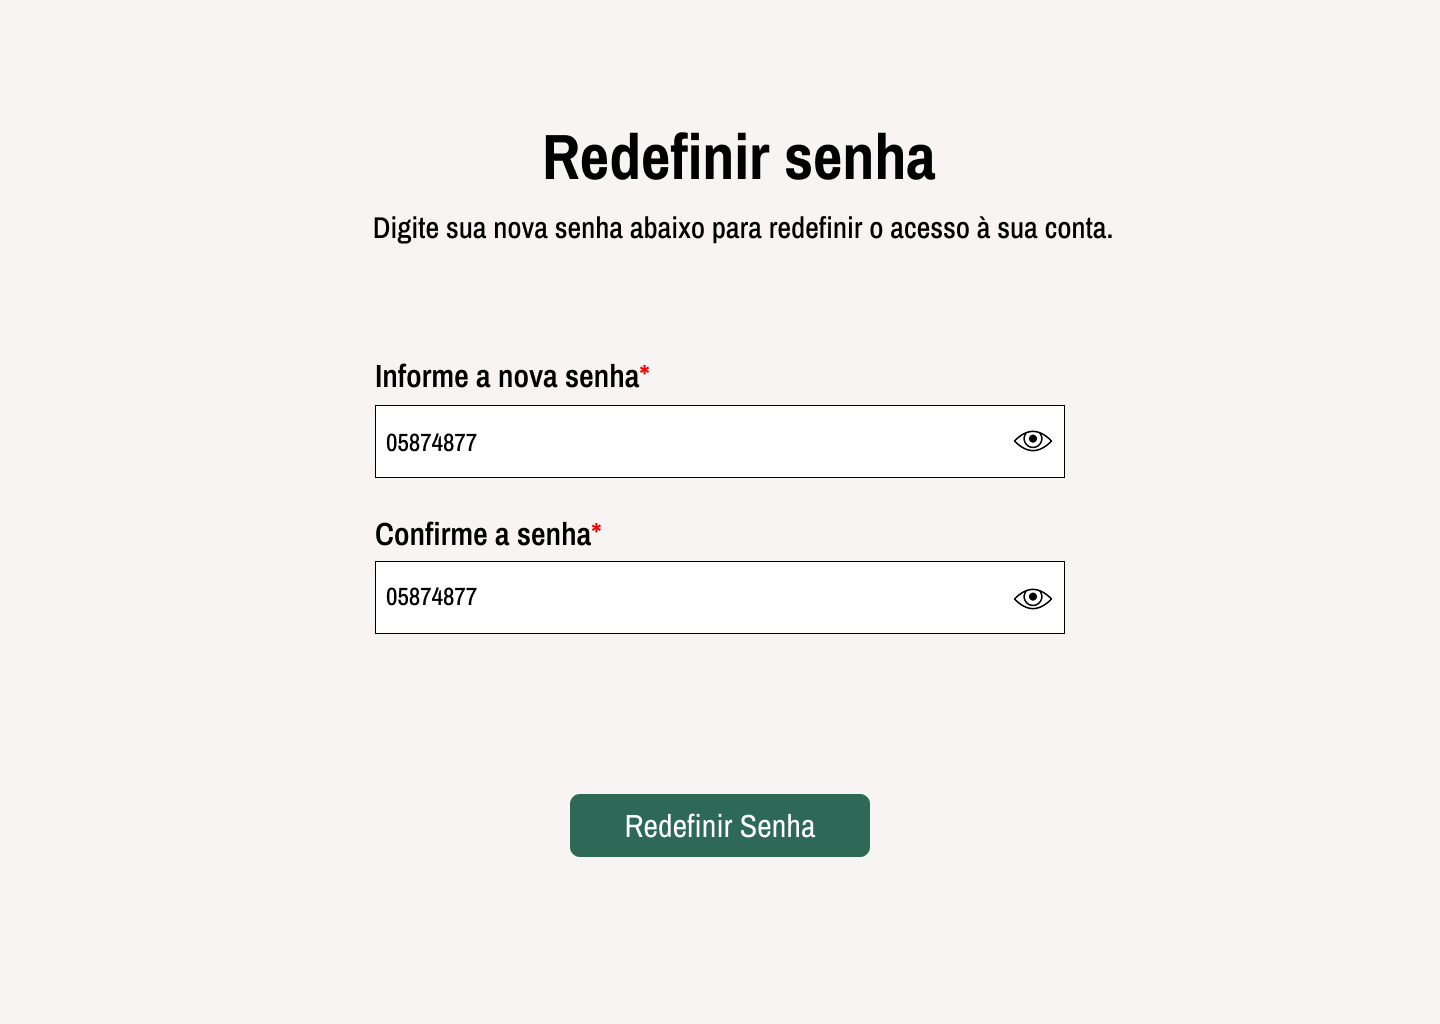 Redefinir senha
Digite sua nova senha abaixo para redefinir o acesso à sua conta.
Informe a nova senha*
05874877
Confirme a senha*
05874877
Redefinir Senha